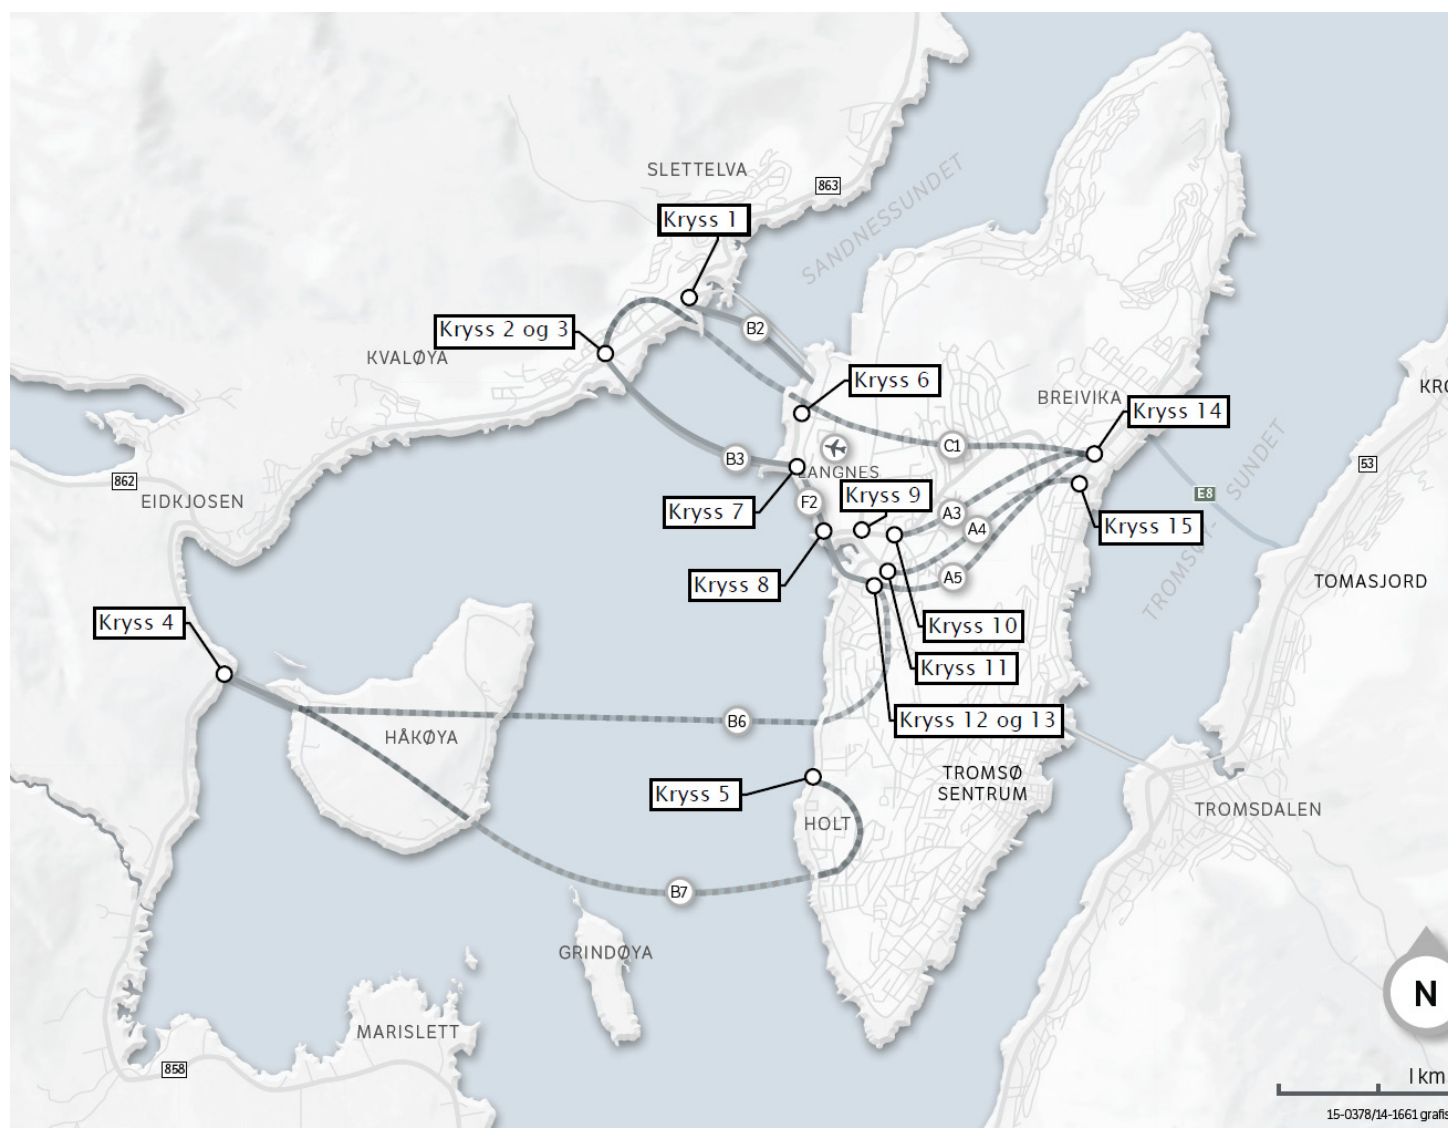 SLETTELVA
863
Kryss 1
SANDNESSUNDET
Kryss 2 og 3
B2
KVALØYA
Kryss 6
BREIVIKA
Kryss 14
C1
B3
LANGNES
53
862
EIDKJOSEN
Kryss 9
F2
A3
E8
Kryss 7
A4
Kryss 15
TROMSØY-
SUNDET
Kryss 8
A5
TOMASJORD
Kryss 4
Kryss 10
Kryss 11
B6
Kryss 12 og 13
HÅKØYA
TROMSØ
SENTRUM
Kryss 5
HOLT
TROMSDALEN
B7
GRINDØYA
N
MARISLETT
858
1 km
15-0378/14-1661 grafis